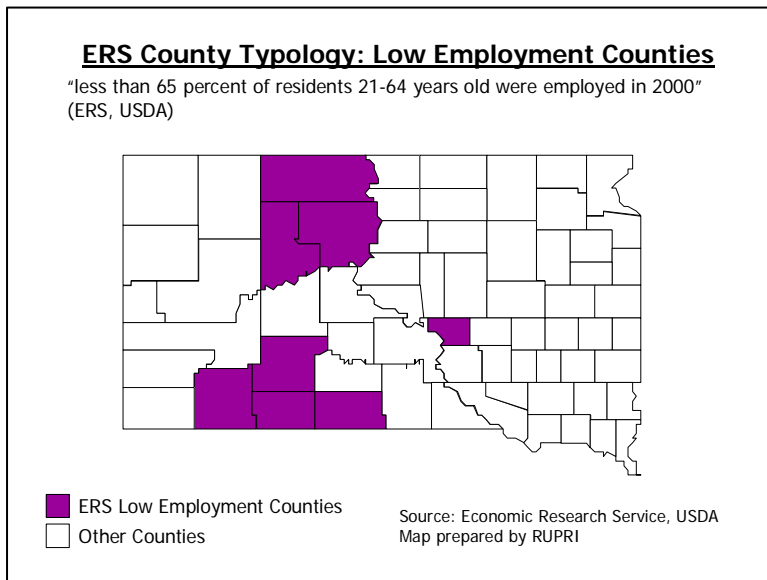 ERS County Typology: Low Employment Counties
"less than 65 percent of residents 21-64 years old were employed in 2000"
(ERS, USDA)
ERS Low Employment Counties
Other Counties
Source: Economic Research Service, USDA
Map prepared by RUPRI